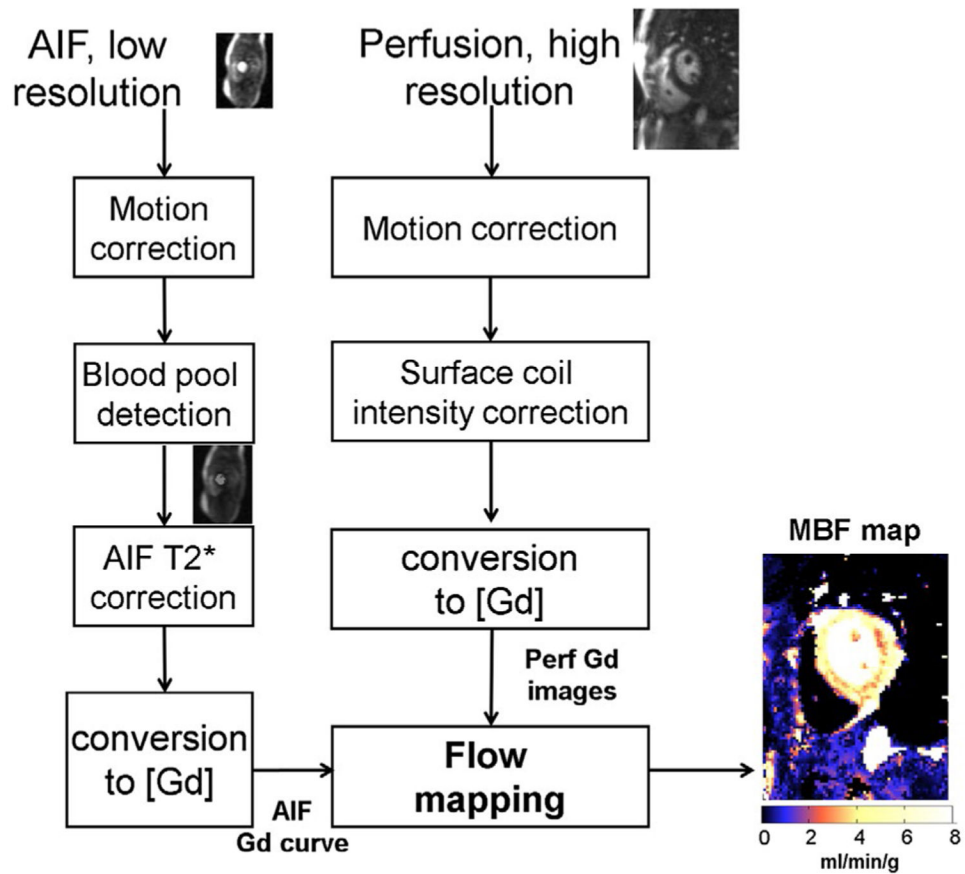 AIF, low
resolution
Perfusion, high
resolution
Motion
correction
Motion correction
Blood pool
detection
Surface coil
intensity correction
AIF T2*
correction
conversion
to [Gd]
MBF map
Perf Gd
images
conversion
to [Gd]
Flow
mapping
AIF
Gd curve
0 2 4 6 8
ml/min/g